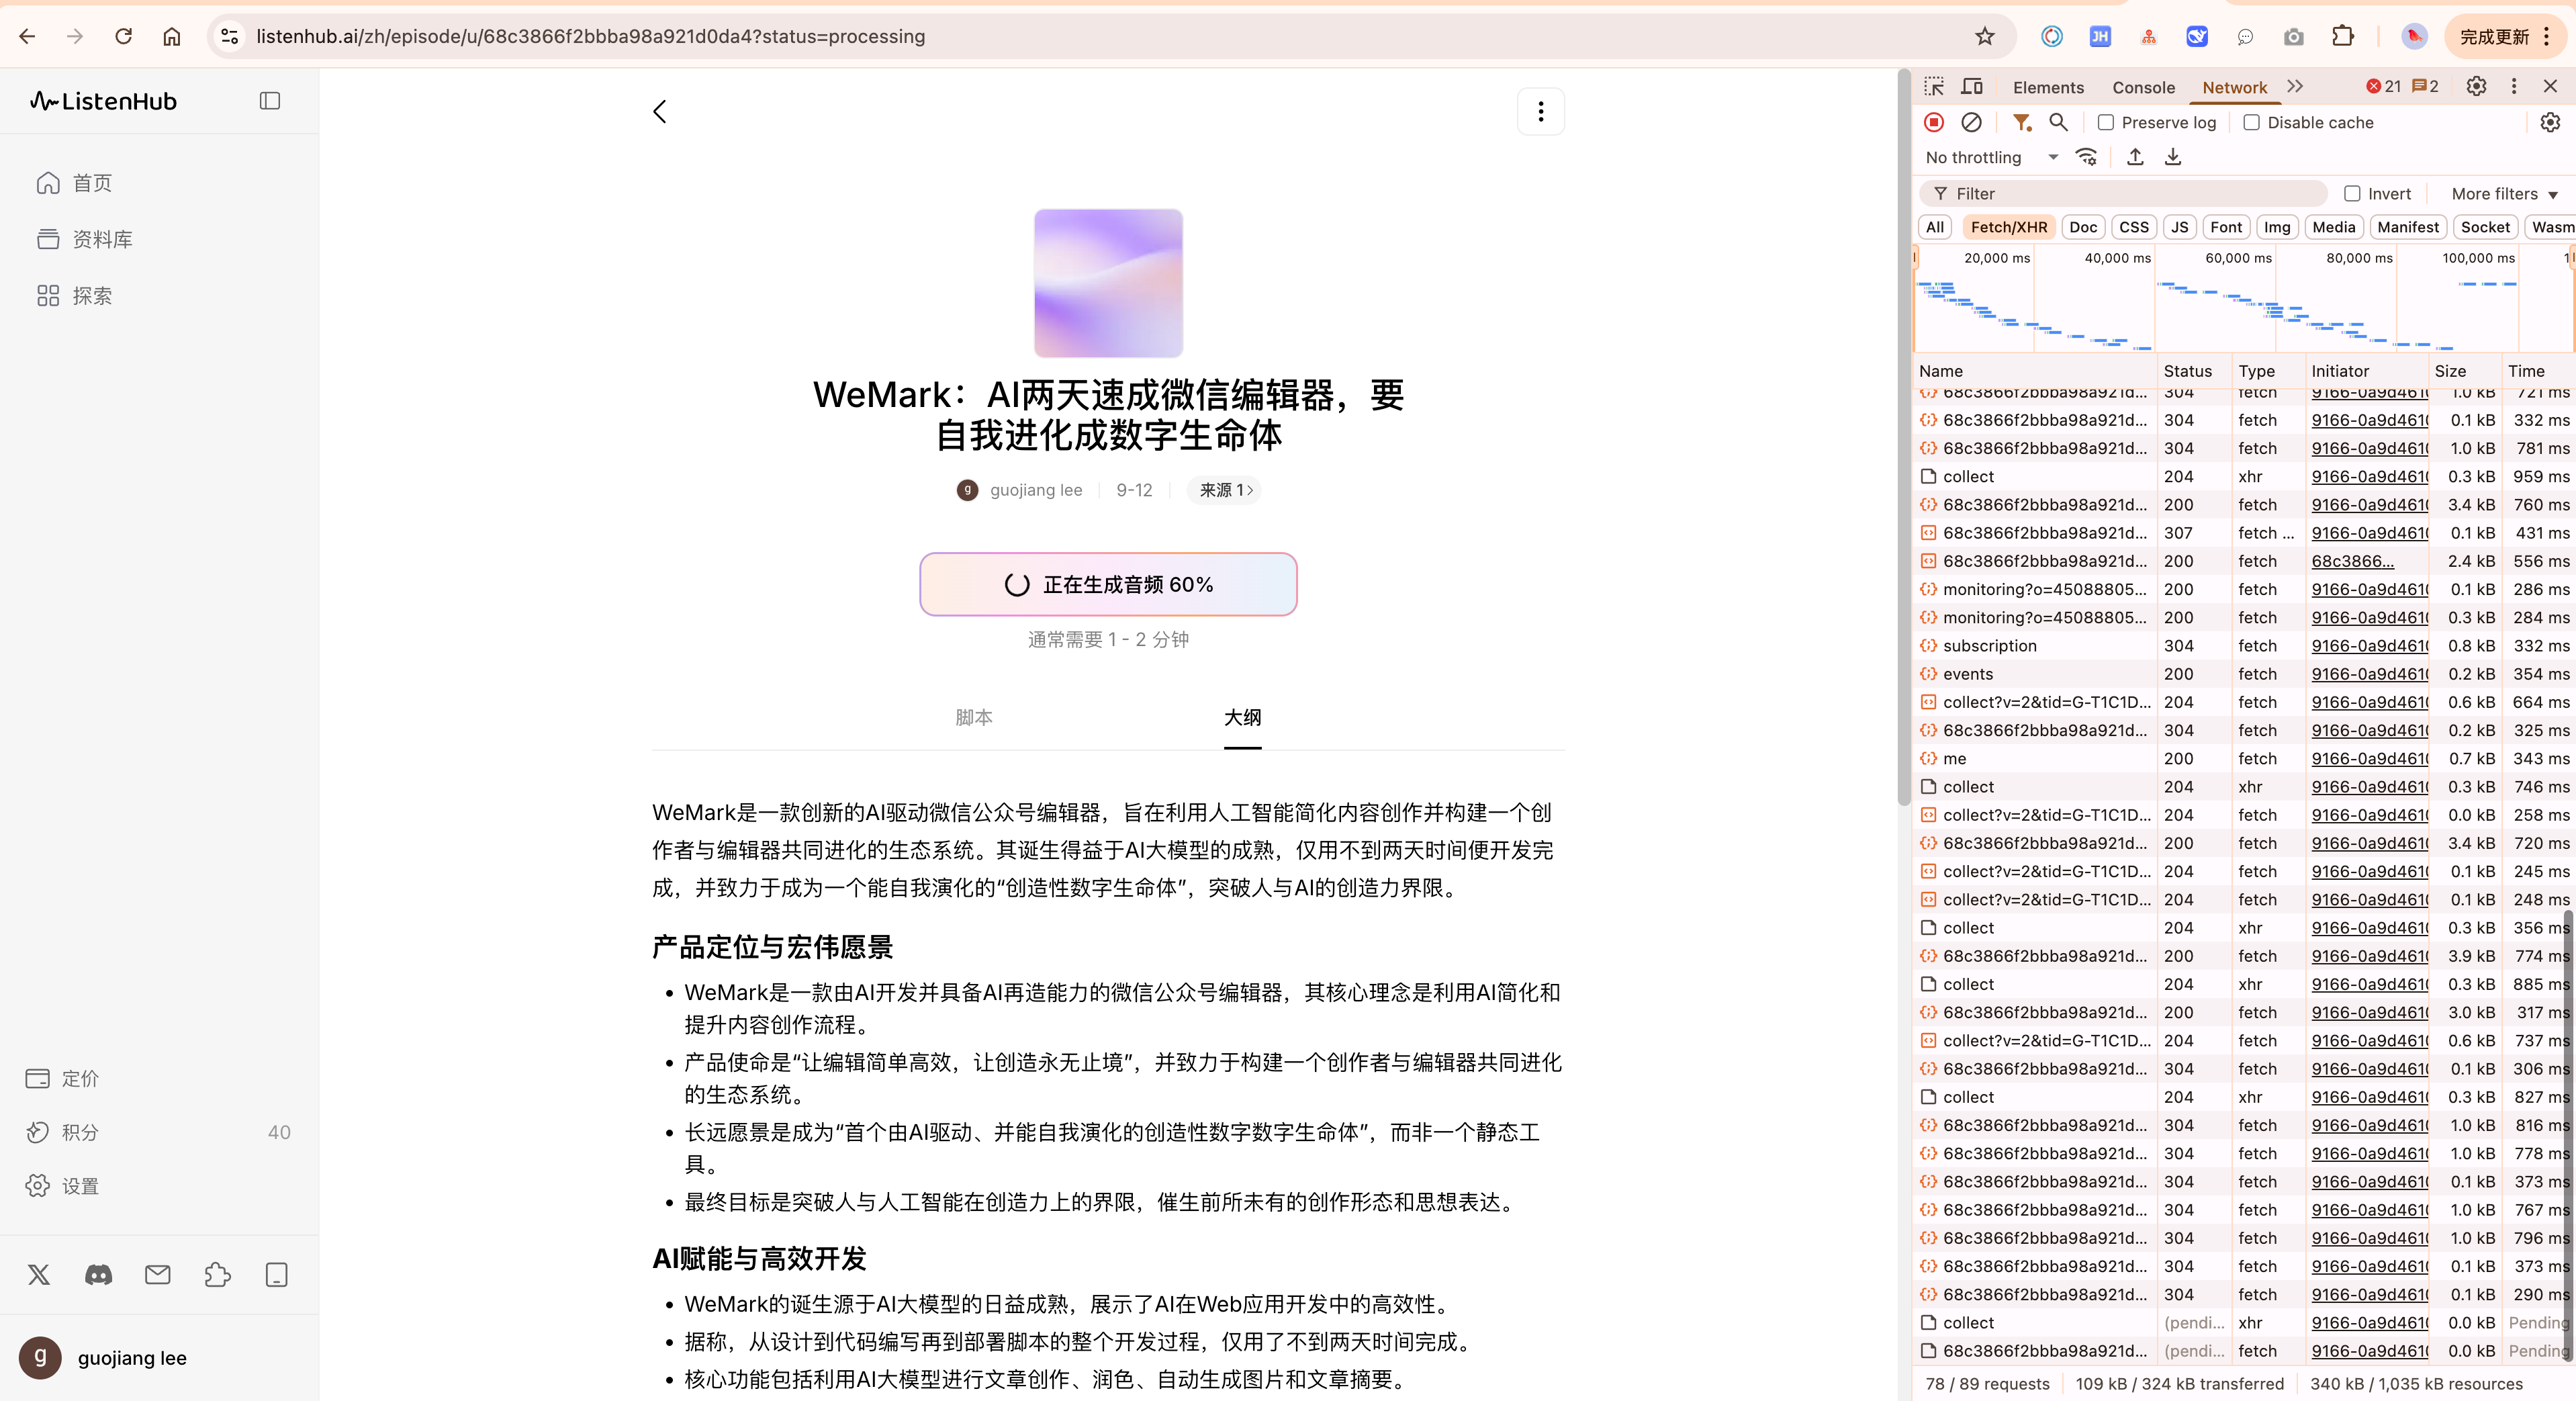 listenhub.ai/zh/episode/u/68c3866f2bbba98a921d0da4?status=processing
JH
完成更新
ListenHub
首页
资料库
探索
定价
积分 40
设置
g guojiang lee
WeMark：AI两天速成微信编辑器，要
自我进化成数字生命体
g guojiang lee 9-12 来源 1
正在生成音频 60%
通常需要 1 - 2 分钟
脚本 大纲
WeMark是一款创新的AI驱动微信公众号编辑器，旨在利用人工智能简化内容创作并构建一个创
作者与编辑器共同进化的生态系统。其诞生得益于AI大模型的成熟，仅用不到两天时间便开发完
成，并致力于成为一个能自我演化的“创造性数字生命体”，突破人与AI的创造力界限。
产品定位与宏伟愿景
• WeMark是一款由AI开发并具备AI再造能力的微信公众号编辑器，其核心理念是利用AI简化和
提升内容创作流程。
• 产品使命是“让编辑简单高效，让创造永无止境”，并致力于构建一个创作者与编辑器共同进化
的生态系统。
• 长远愿景是成为“首个由AI驱动、并能自我演化的创造性数字数字生命体”，而非一个静态工
具。
• 最终目标是突破人与人工智能在创造力上的界限，催生前所未有的创作形态和思想表达。
AI赋能与高效开发
• WeMark的诞生源于AI大模型的日益成熟，展示了AI在Web应用开发中的高效性。
• 据称，从设计到代码编写再到部署脚本的整个开发过程，仅用了不到两天时间完成。
• 核心功能包括利用AI大模型进行文章创作、润色、自动生成图片和文章摘要。
Elements Console Network 21 2
Preserve log Disable cache
No throttling
Filter Invert More filters
All Fetch/XHR Doc CSS JS Font Img Media Manifest Socket Wasm
20,000 ms 40,000 ms 60,000 ms 80,000 ms 100,000 ms
Name Status Type Initiator Size Time
68c3866f2bbba98a921d... 304 fetch 9166-0a9d461 1.0 kB 721 ms
68c3866f2bbba98a921d... 304 fetch 9166-0a9d461 0.1 kB 332 ms
68c3866f2bbba98a921d... 304 fetch 9166-0a9d461 1.0 kB 781 ms
collect 204 xhr 9166-0a9d461 0.3 kB 959 ms
68c3866f2bbba98a921d... 200 fetch 9166-0a9d461 3.4 kB 760 ms
68c3866f2bbba98a921d... 307 fetch ... 9166-0a9d461 0.1 kB 431 ms
68c3866f2bbba98a921d... 200 fetch 68c3866... 2.4 kB 556 ms
monitoring?o=45088805... 200 fetch 9166-0a9d461 0.1 kB 286 ms
monitoring?o=45088805... 200 fetch 9166-0a9d461 0.3 kB 284 ms
subscription 304 fetch 9166-0a9d461 0.8 kB 332 ms
events 200 fetch 9166-0a9d461 0.2 kB 354 ms
collect?v=2&tid=G-T1C1D... 204 fetch 9166-0a9d461 0.6 kB 664 ms
68c3866f2bbba98a921d... 304 fetch 9166-0a9d461 0.2 kB 325 ms
me 200 fetch 9166-0a9d461 0.7 kB 343 ms
collect 204 xhr 9166-0a9d461 0.3 kB 746 ms
collect?v=2&tid=G-T1C1D... 204 fetch 9166-0a9d461 0.0 kB 258 ms
68c3866f2bbba98a921d... 200 fetch 9166-0a9d461 3.4 kB 720 ms
collect?v=2&tid=G-T1C1D... 204 fetch 9166-0a9d461 0.1 kB 245 ms
collect?v=2&tid=G-T1C1D... 204 fetch 9166-0a9d461 0.1 kB 248 ms
collect 204 xhr 9166-0a9d461 0.3 kB 356 ms
68c3866f2bbba98a921d... 200 fetch 9166-0a9d461 3.9 kB 774 ms
collect 204 xhr 9166-0a9d461 0.3 kB 885 ms
68c3866f2bbba98a921d... 200 fetch 9166-0a9d461 3.0 kB 317 ms
collect?v=2&tid=G-T1C1D... 204 fetch 9166-0a9d461 0.6 kB 737 ms
68c3866f2bbba98a921d... 304 fetch 9166-0a9d461 0.1 kB 306 ms
collect 204 xhr 9166-0a9d461 0.3 kB 827 ms
68c3866f2bbba98a921d... 304 fetch 9166-0a9d461 1.0 kB 816 ms
68c3866f2bbba98a921d... 304 fetch 9166-0a9d461 1.0 kB 778 ms
68c3866f2bbba98a921d... 304 fetch 9166-0a9d461 0.1 kB 373 ms
68c3866f2bbba98a921d... 304 fetch 9166-0a9d461 1.0 kB 767 ms
68c3866f2bbba98a921d... 304 fetch 9166-0a9d461 1.0 kB 796 ms
68c3866f2bbba98a921d... 304 fetch 9166-0a9d461 0.1 kB 373 ms
68c3866f2bbba98a921d... 304 fetch 9166-0a9d461 0.1 kB 290 ms
collect (pendi... xhr 9166-0a9d461 0.0 kB Pending
68c3866f2bbba98a921d... (pendi... fetch 9166-0a9d461 0.0 kB Pending
78 / 89 requests 109 kB / 324 kB transferred 340 kB / 1,035 kB resources